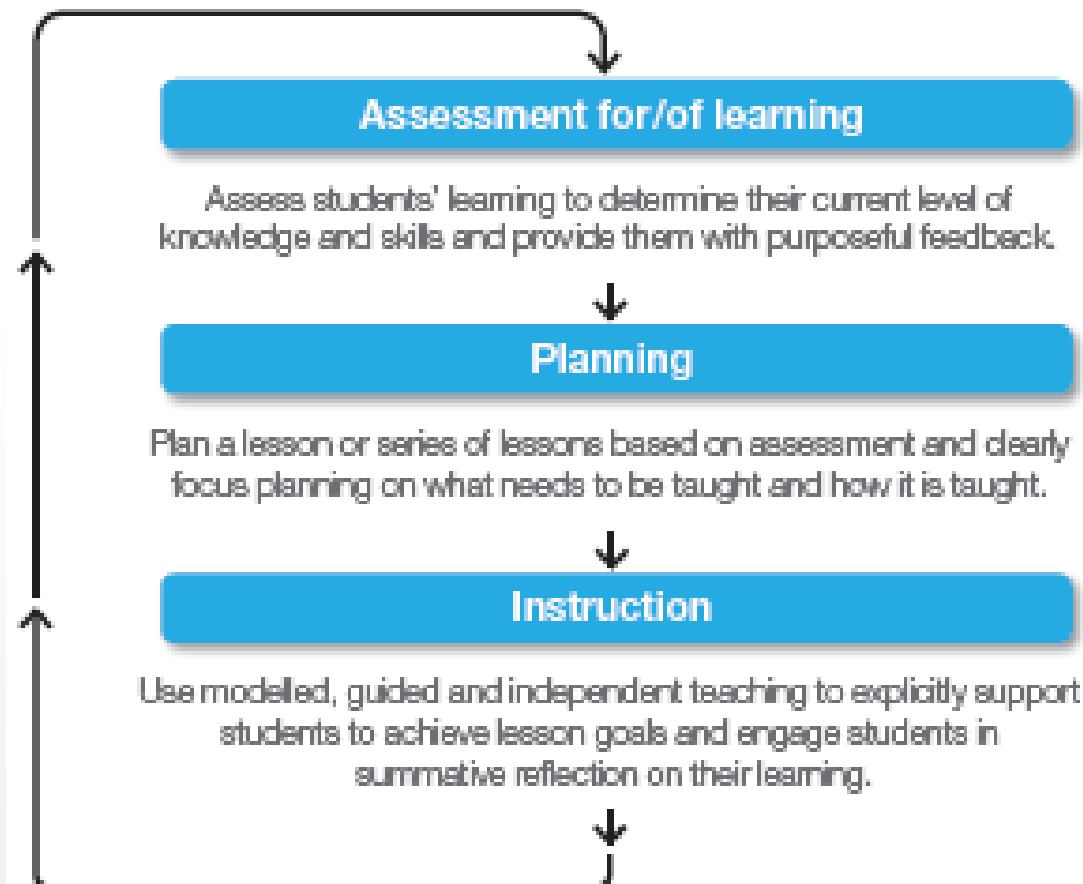 Assessment for/of learning
Assess students' learning to determine their current level of
knowledge and skills and provide them with purposeful feedback.
Planning
Plan a lesson or series of lessons based on assessment and clearly
focus planning on what needs to be taught and how it is taught.
Instruction
Use modelled, guided and independent teaching to explicitly support
students to achieve lesson goals and engage students in
summative reflection on their learning.